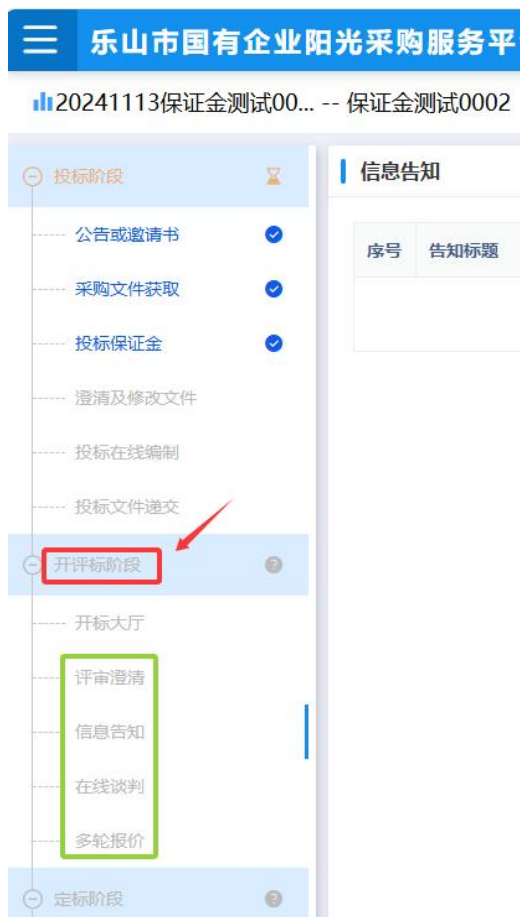 乐山市国有企业阳光采购服务平
20241113保证金测试00... -- 保证金测试0002
投标阶段
信息告知
公告或邀请书
序号 告知标题
采购文件获取
投标保证金
澄清及修改文件
投标在线编制
投标文件递交
开评标阶段
开标大厅
评审澄清
信息告知
在线谈判
多轮报价
定标阶段